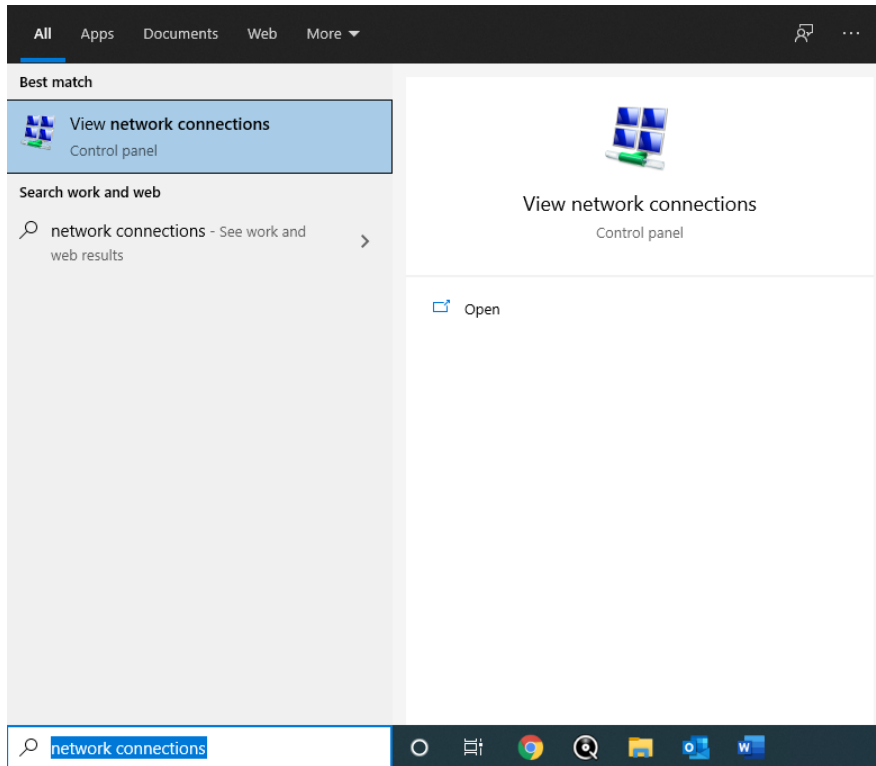 All Apps Documents Web More
Best match
View network connections
Control panel
Search work and web
network connections - See work and
web results
View network connections
Control panel
Open
network connections